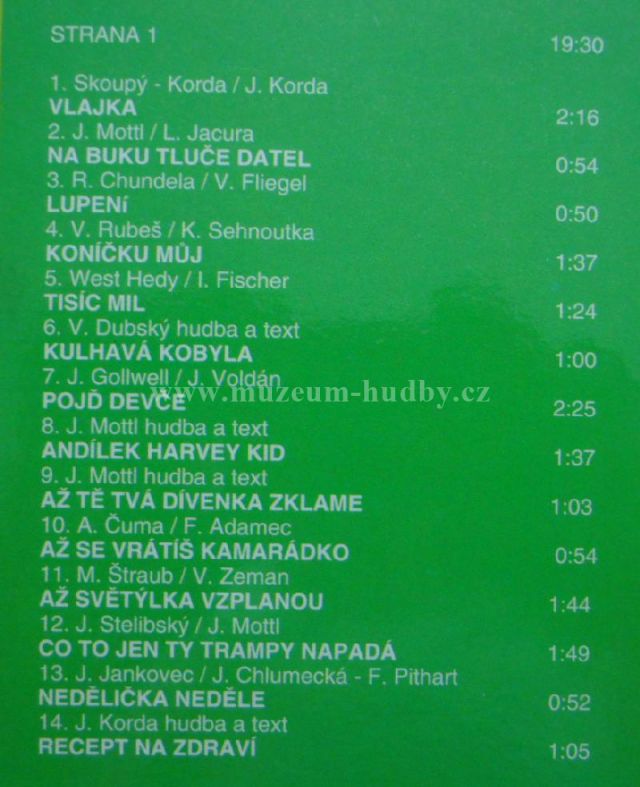 STRANA 1 19:30
1. Skoupý - Korda / J. Korda
VLAJKA 2:16
2. J. Mottl / L. Jacura
NA BUKU TLUČE DATEL 0:54
3. R. Chundela / V. Fliegel
LUPENí 0:50
4. V. Rubeš / K. Sehnoutka
KONÍČKU MŮJ 1:37
5. West Hedy / I. Fischer
TISÍC MIL 1:24
6. V. Dubský hudba a text
KULHAVÁ KOBYLA 1:00
7. J. Gollwell / J. Voldán
www.muzeum-hudby.cz
POJĎ DEVČE 2:25
8. J. Mottl hudba a text
ANDÍLEK HARVEY KID 1:37
9. J. Mottl hudba a text
AŽ TĚ TVÁ DÍVENKA ZKLAME 1:03
10. A. Čuma / F. Adamec
AŽ SE VRÁTÍŠ KAMARÁDKO 0:54
11. M. Štraub / V. Zeman
AŽ SVĚTÝLKA VZPLANOU 1:44
12. J. Stelibský / J. Mottl
CO TO JEN TY TRAMPY NAPADÁ 1:49
13. J. Jankovec / J. Chlumecká - F. Pithart
NEDĚLIČKA NEDĚLE 0:52
14. J. Korda hudba a text
RECEPT NA ZDRAVÍ 1:05